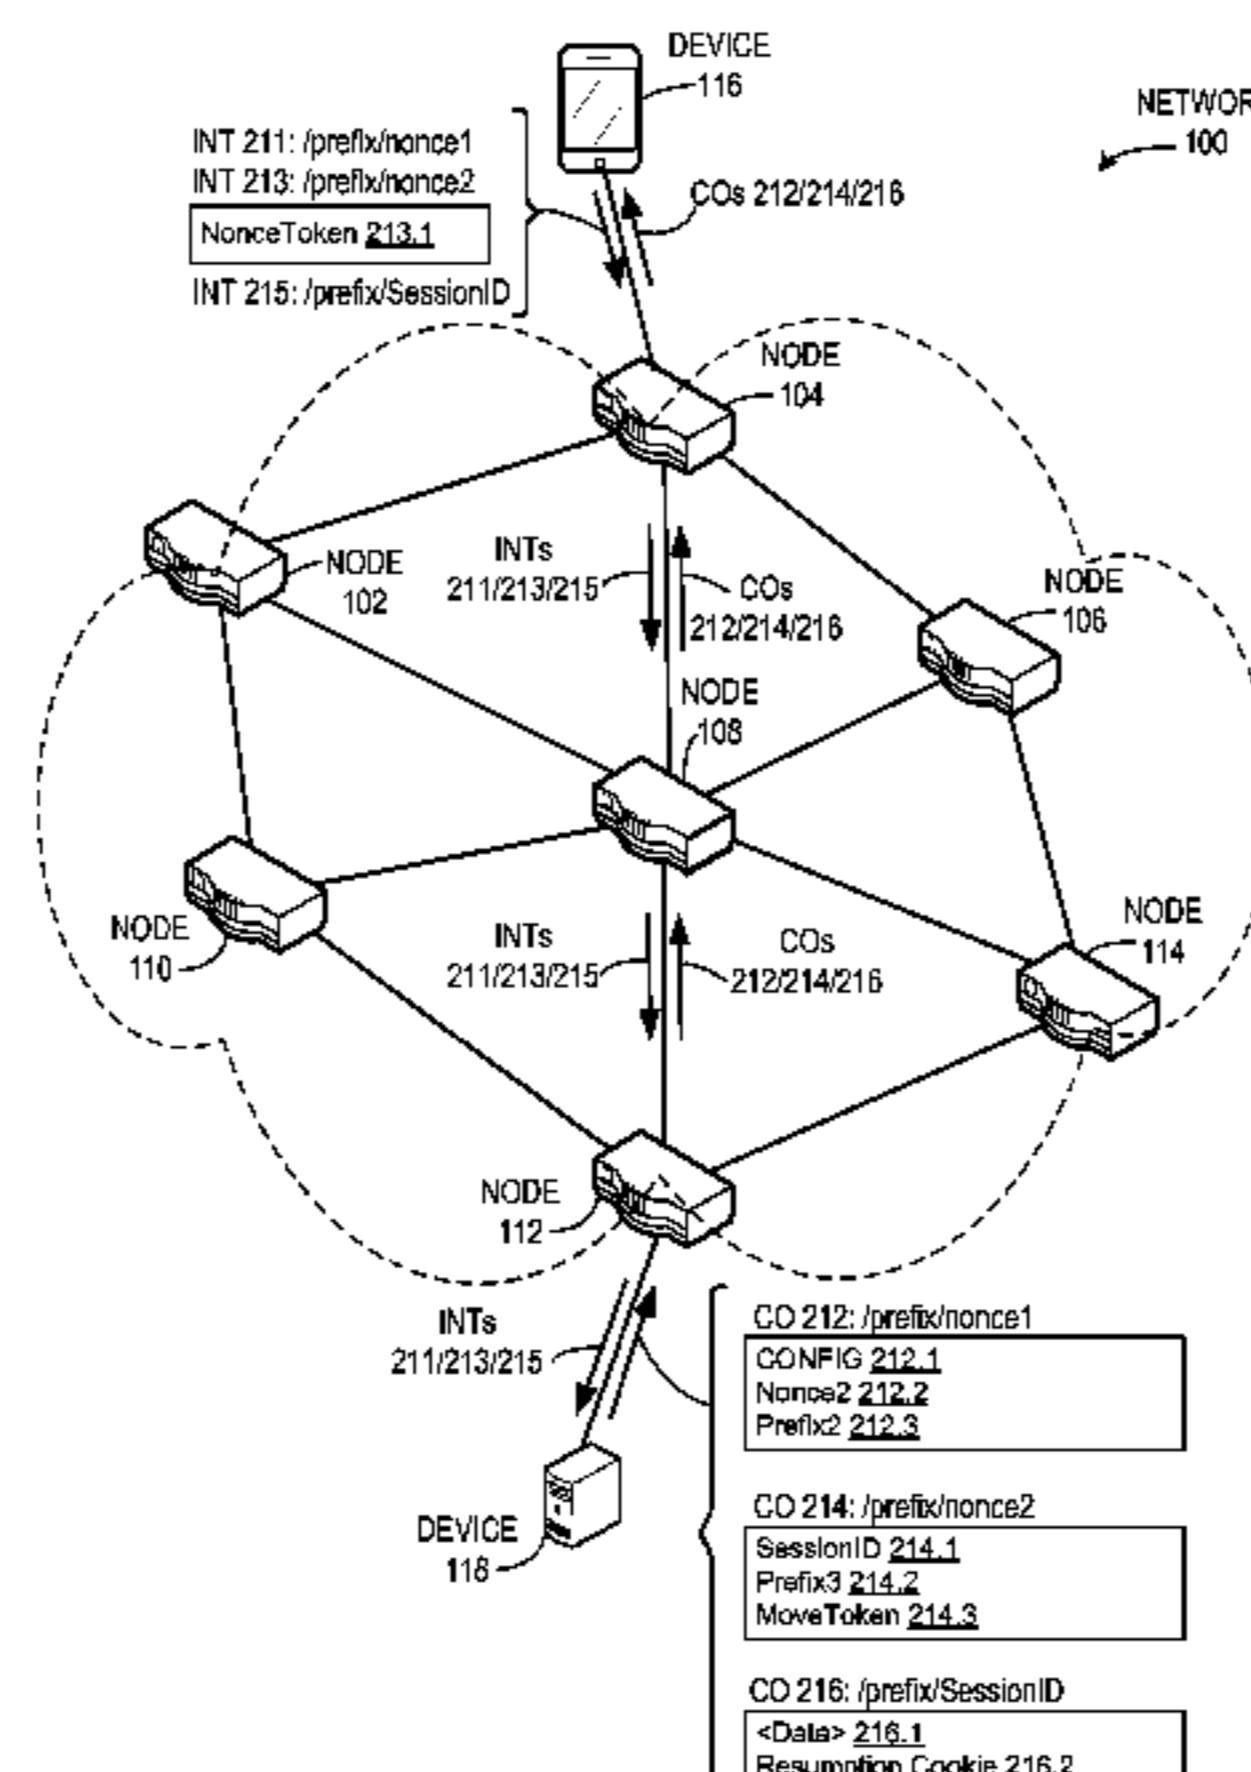 DEVICE
116
NETWOR
100
INT 211: /prefix/nonce1
INT 213: /prefix/nonce2
NonceToken 213.1
INT 215: /prefix/SessionID
COs 212/214/216
NODE
104
NODE
102
INTs
211/213/215
COs
212/214/216
NODE
106
NODE
108
NODE
110
INTs
211/213/215
COs
212/214/216
NODE
114
NODE
112
INTs
211/213/215
DEVICE
118
CO 212: /prefix/nonce1
CONFIG 212.1
Nonce2 212.2
Prefix2 212.3
CO 214: /prefix/nonce2
SessionID 214.1
Prefix3 214.2
MoveToken 214.3
CO 216: /prefix/SessionID
<Data> 216.1
Resumption Cookie 216.2